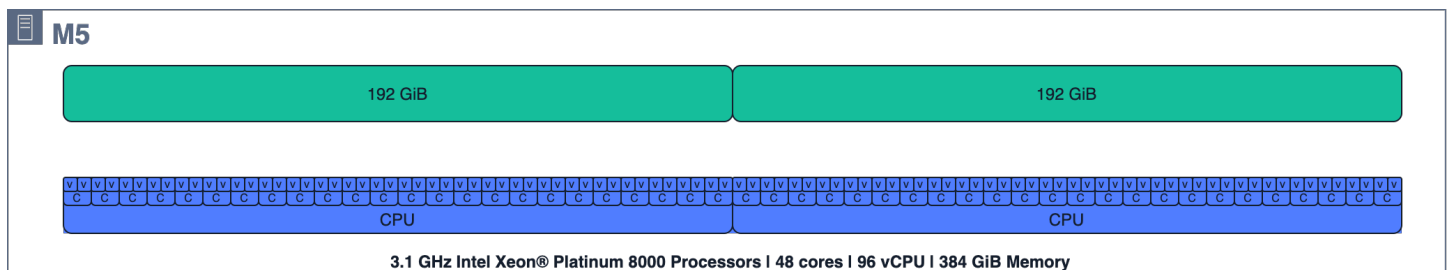 M5
192 GiB 192 GiB
v v v v v v v v v v v v v v v v v v v v v v v v v v v v v v v v v v v v v v v v v v v v v v v v v v v v v v v v v v v v v v v v v v v v v v v v v v v v v v v v v v v v v v v v v v v v v v v v
C C C C C C C C C C C C C C C C C C C C C C C C C C C C C C C C C C C C C C C C C C C C C C C C
CPU CPU
3.1 GHz Intel Xeon® Platinum 8000 Processors | 48 cores | 96 vCPU | 384 GiB Memory